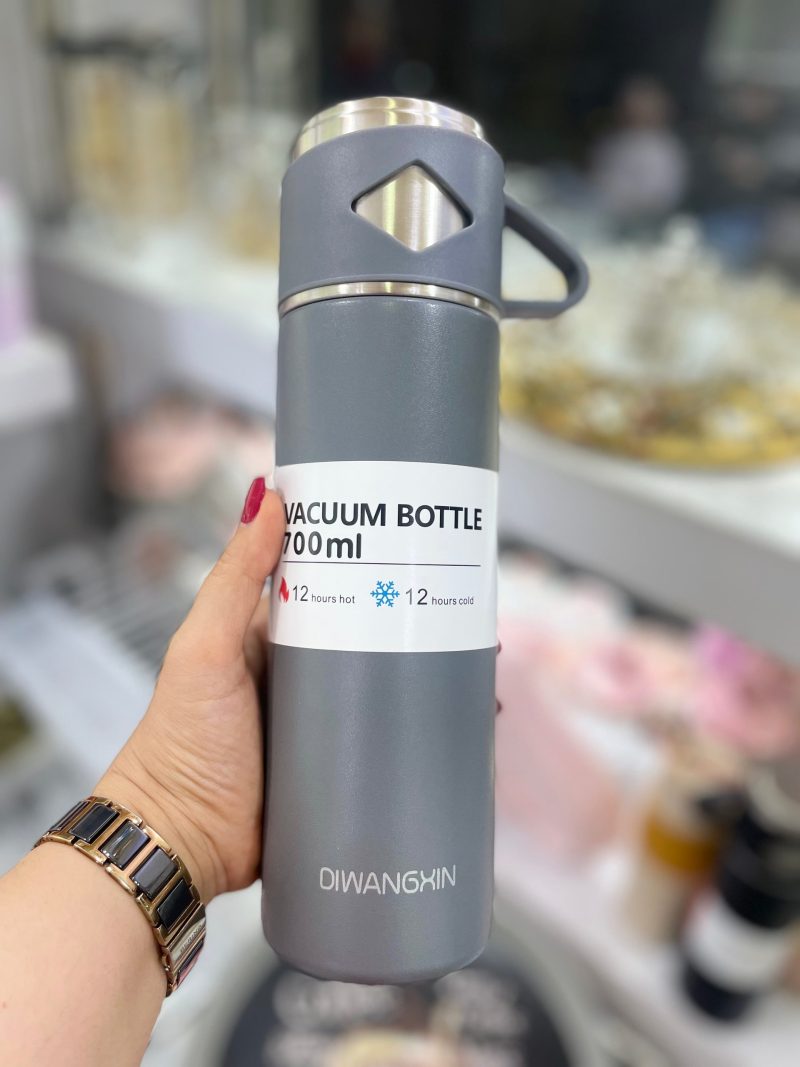 VACUUM BOTTLE
700ml
12 hours hot 12 hours cold
DIWANGXIN